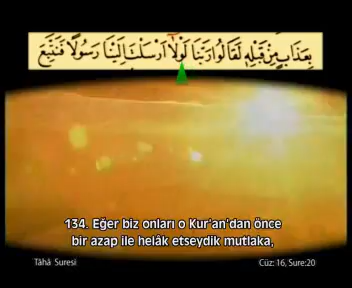 بِعَذَابٍ مِنْ قَبْلِهِ لَقَالُوا رَبَّنَا لَوْلَٓا اَرْسَلْتَ اِلَيْنَا رَسُولًا فَنَتَّبِعَ
134. Eğer biz onları o Kur'an'dan önce
bir azap ile helâk etseydik mutlaka,
Tâhâ Suresi
Cüz: 16, Sure:20